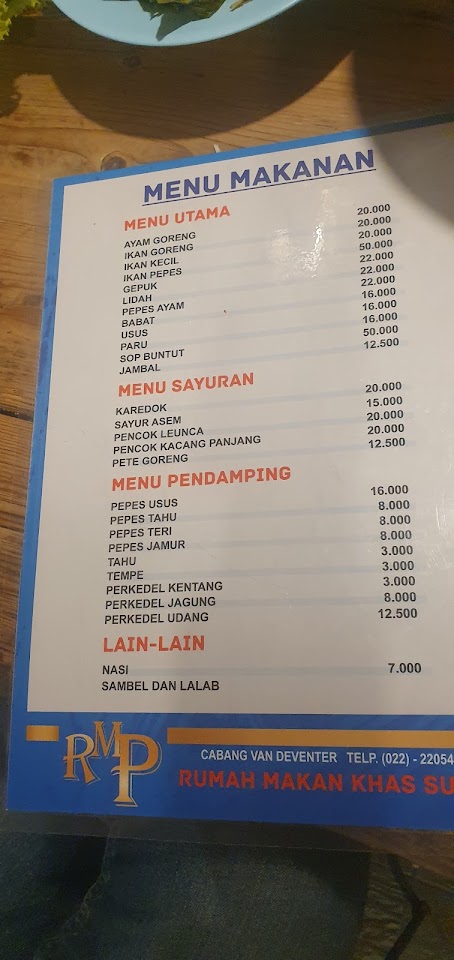 MENU MAKANAN
MENU UTAMA
AYAM GORENG 20.000
IKAN GORENG 20.000
IKAN KECIL 20.000
IKAN PEPES 50.000
GEPUK 22.000
LIDAH 22.000
PEPES AYAM 22.000
BABAT 16.000
USUS 16.000
PARU 16.000
SOP BUNTUT 50.000
JAMBAL 12.500
MENU SAYURAN
KAREDOK 20.000
SAYUR ASEM 15.000
PENCOK LEUNCA 20.000
PENCOK KACANG PANJANG 20.000
PETE GORENG 12.500
MENU PENDAMPING
PEPES USUS 16.000
PEPES TAHU 8.000
PEPES TERI 8.000
PEPES JAMUR 8.000
TAHU 3.000
TEMPE 3.000
PERKEDEL KENTANG 3.000
PERKEDEL JAGUNG 8.000
PERKEDEL UDANG 12.500
LAIN-LAIN
NASI 7.000
SAMBEL DAN LALAB
RMP
CABANG VAN DEVENTER TELP. (022) - 22054
RUMAH MAKAN KHAS SU